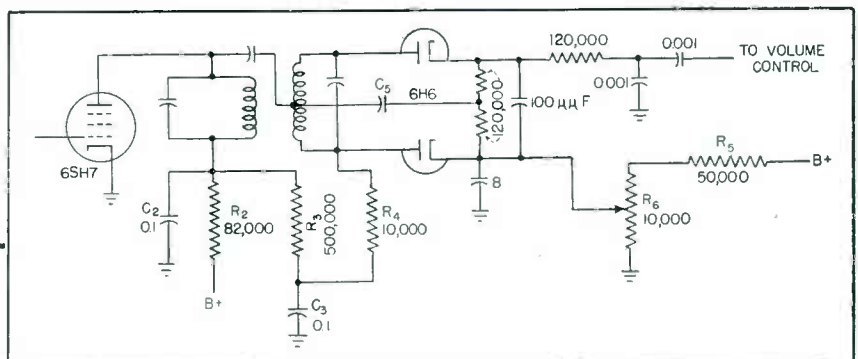 120,000
0.001
TO VOLUME
CONTROL
0.001
C5
6H6
120,000
100 μμF
6SH7
R5
50,000
B+
8
R6
10,000
C2
0.1
R2
82,000
R3
500,000
R4
10,000
B+
C3
0.1